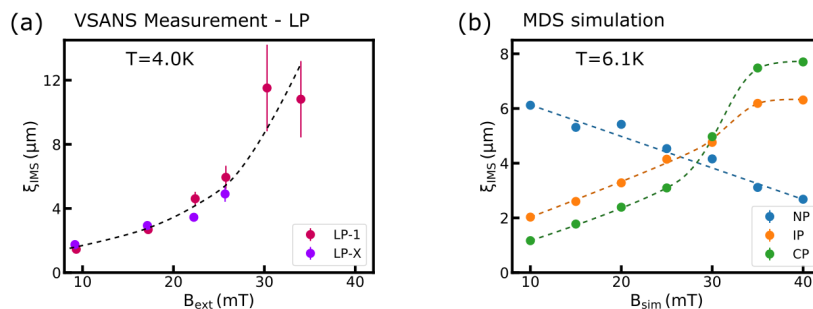 (a) VSANS Measurement - LP
T=4.0K
ξIMS (μm)
12
8
4
0
10 20 30 40
Bext (mT)
LP-1
LP-X
(b) MDS simulation
T=6.1K
ξIMS (μm)
8
6
4
2
0
10 20 30 40
Bsim (mT)
NP
IP
CP